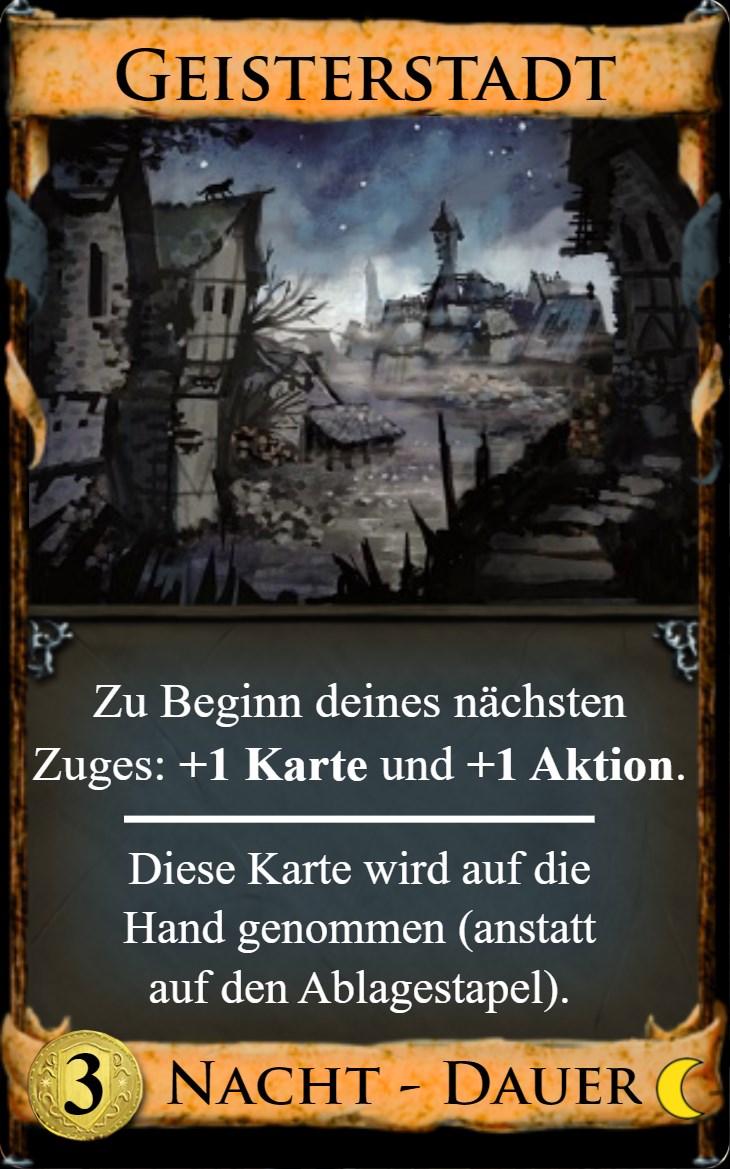 GEISTERSTADT
Zu Beginn deines nächsten
Zuges: +1 Karte und +1 Aktion.
Diese Karte wird auf die
Hand genommen (anstatt
auf den Ablagestapel).
3 NACHT - DAUER